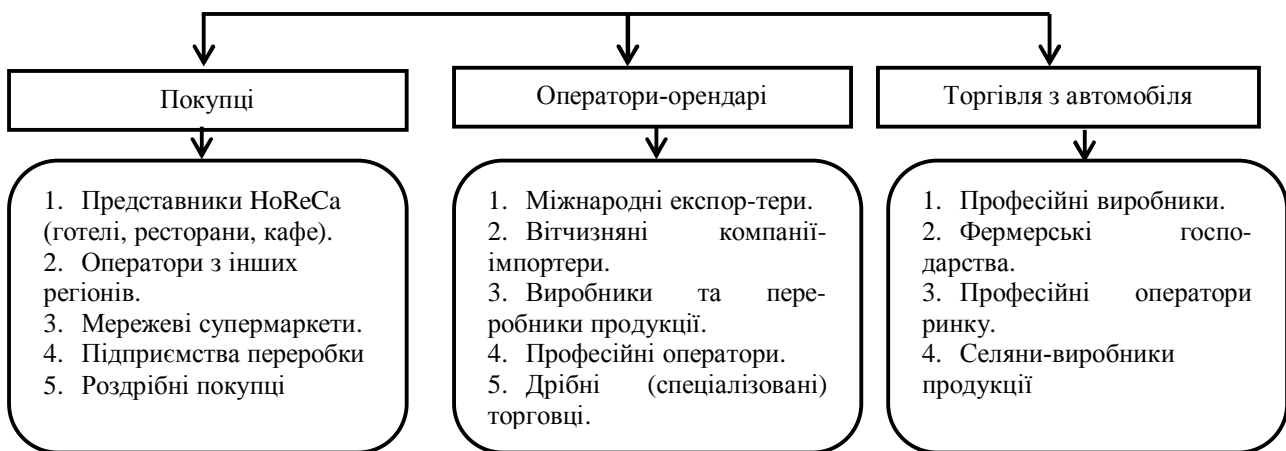 Покупці
Оператори-орендарі
Торгівля з автомобіля
1. Представники HoReCa
(готелі, ресторани, кафе).
2. Оператори з інших
регіонів.
3. Мережеві супермаркети.
4. Підприємства переробки
5. Роздрібні покупці
1. Міжнародні експор-тери.
2. Вітчизняні компанії-
імпортери.
3. Виробники та пере-
робники продукції.
4. Професійні оператори.
5. Дрібні (спеціалізовані)
торговці.
1. Професійні виробники.
2. Фермерські госпо-
дарства.
3. Професійні оператори
ринку.
4. Селяни-виробники
продукції